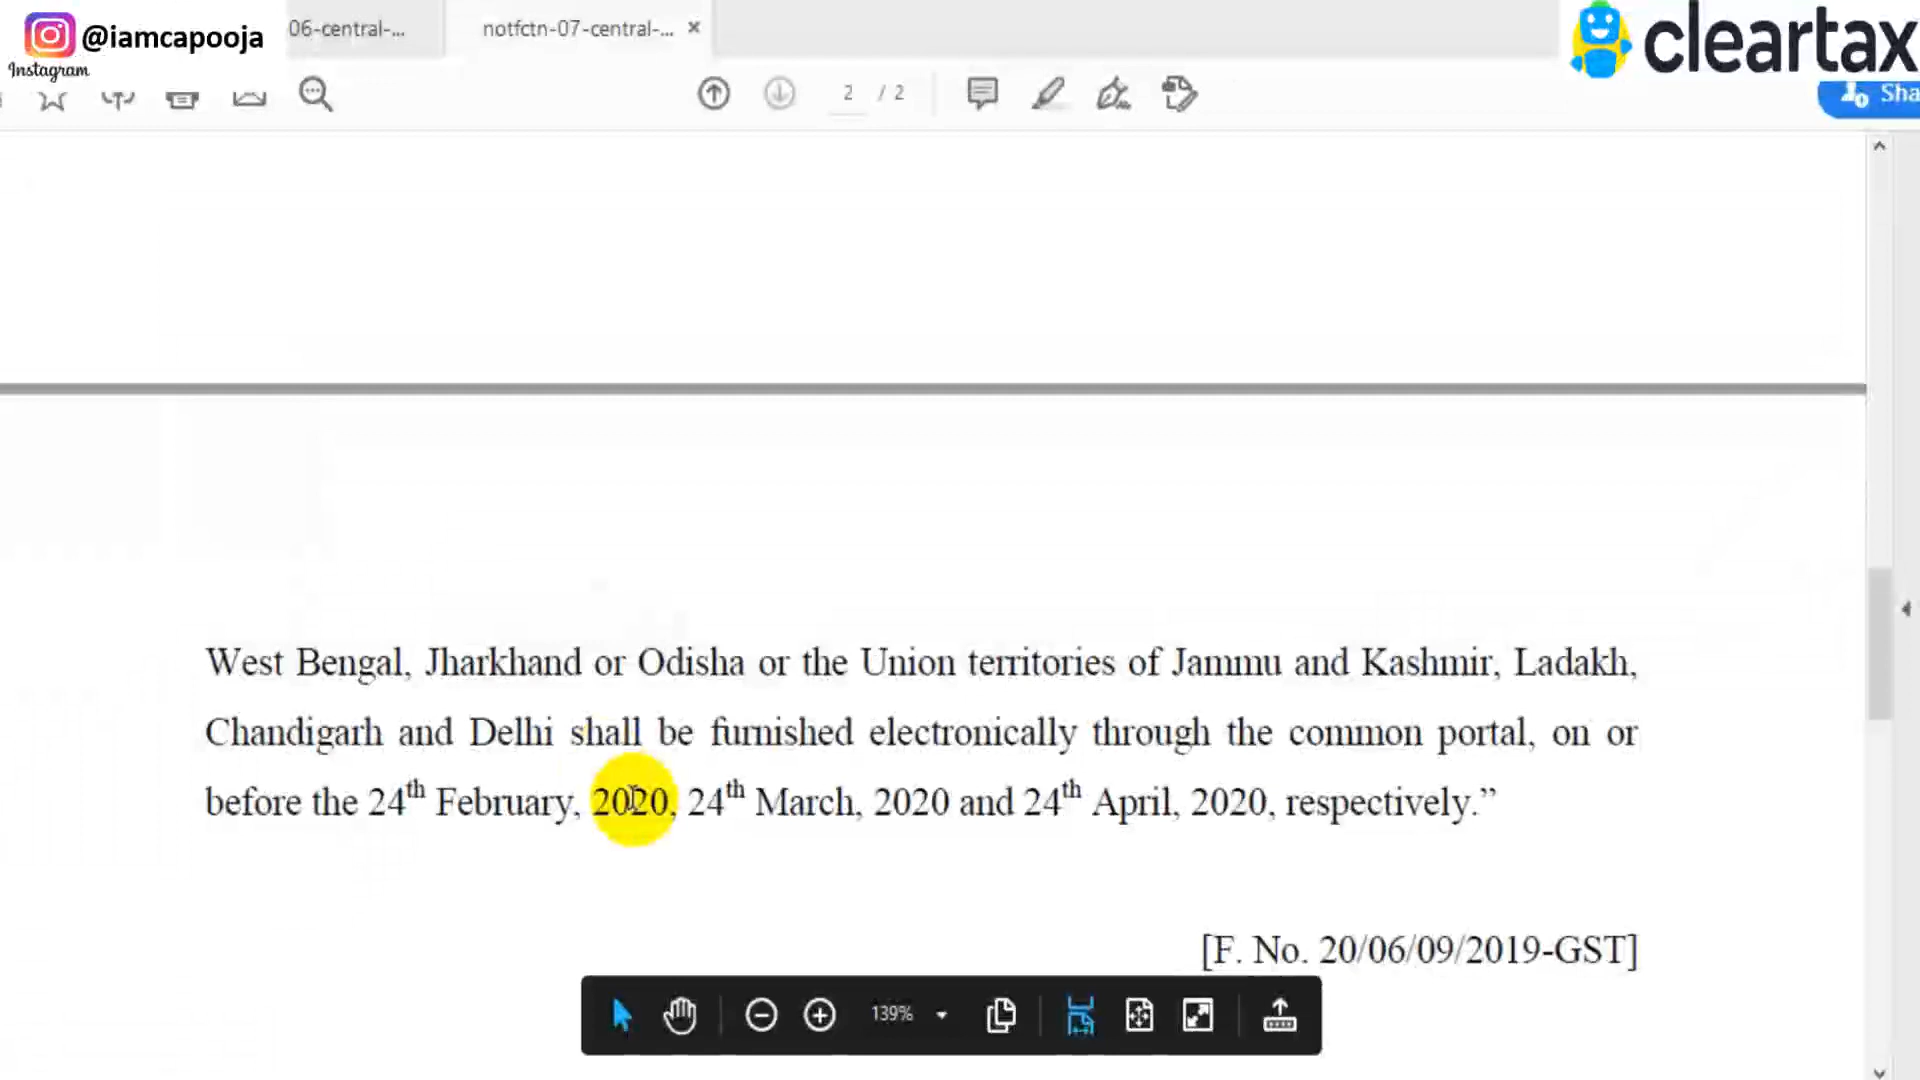 @iamcapooja
Instagram
06-central-...
notfctn-07-central-...
cleartax
2 / 2
Sha
West Bengal, Jharkhand or Odisha or the Union territories of Jammu and Kashmir, Ladakh,
Chandigarh and Delhi shall be furnished electronically through the common portal, on or
before the 24th February, 2020, 24th March, 2020 and 24th April, 2020, respectively.”
[F. No. 20/06/09/2019-GST]
139%